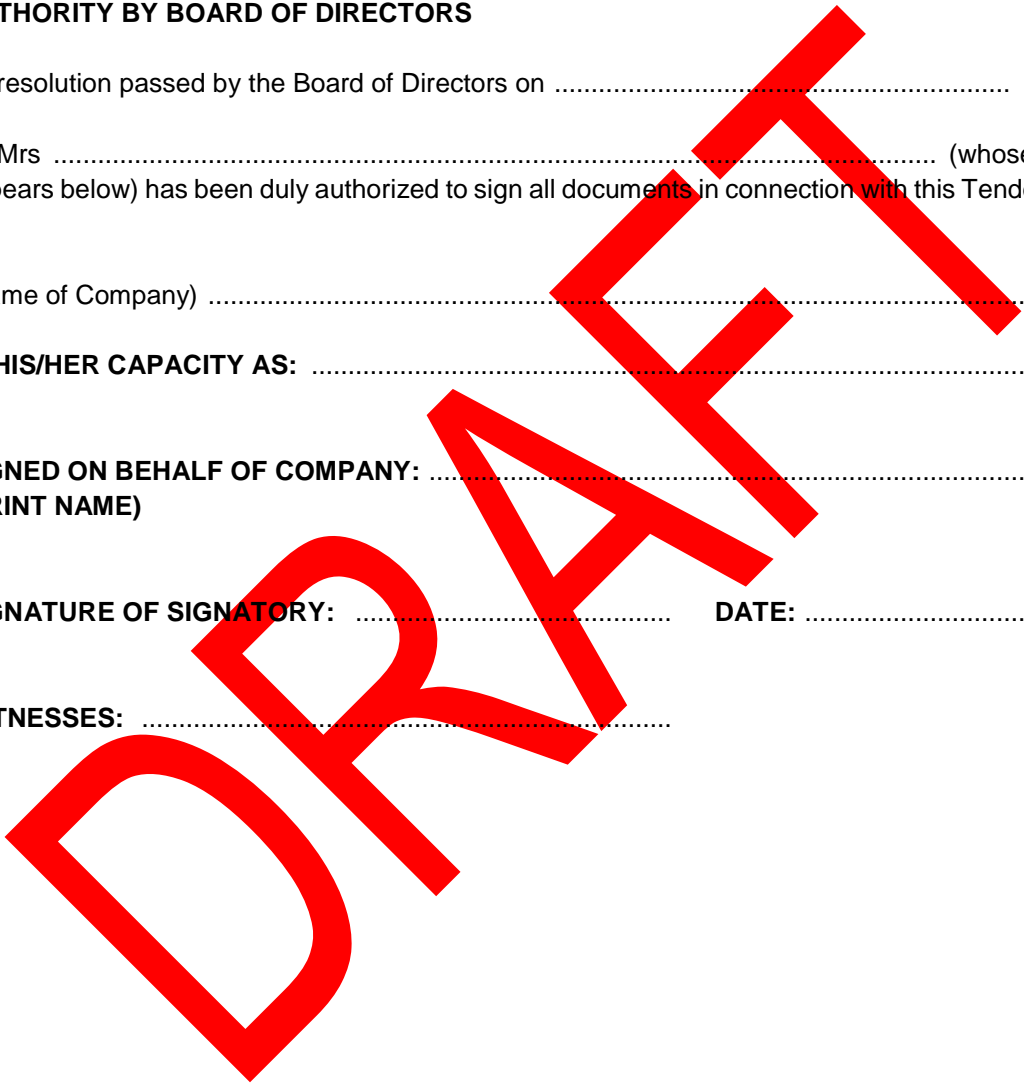 THORITY BY BOARD OF DIRECTORS
resolution passed by the Board of Directors on ..............................................................
Mrs ........................................................................................................................ (whose
pears below) has been duly authorized to sign all documents in connection with this Tende
me of Company) ...............................................................................................................
HIS/HER CAPACITY AS: .................................................................................................
GNED ON BEHALF OF COMPANY: .................................................................................
RINT NAME)
GNATURE OF SIGNATORY: ........................................... DATE: ..............................
TNESSES: ........................................................................
DRAFT